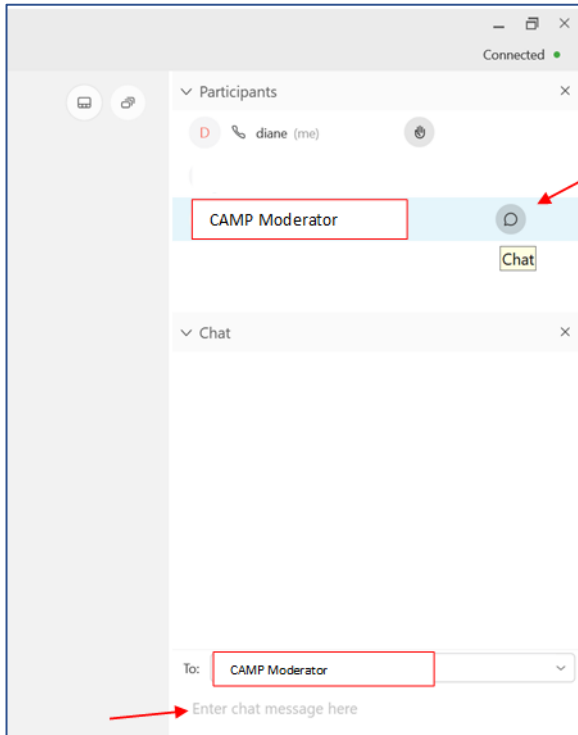 Connected
Participants
D diane (me)
CAMP Moderator
Chat
Chat
To: CAMP Moderator
Enter chat message here